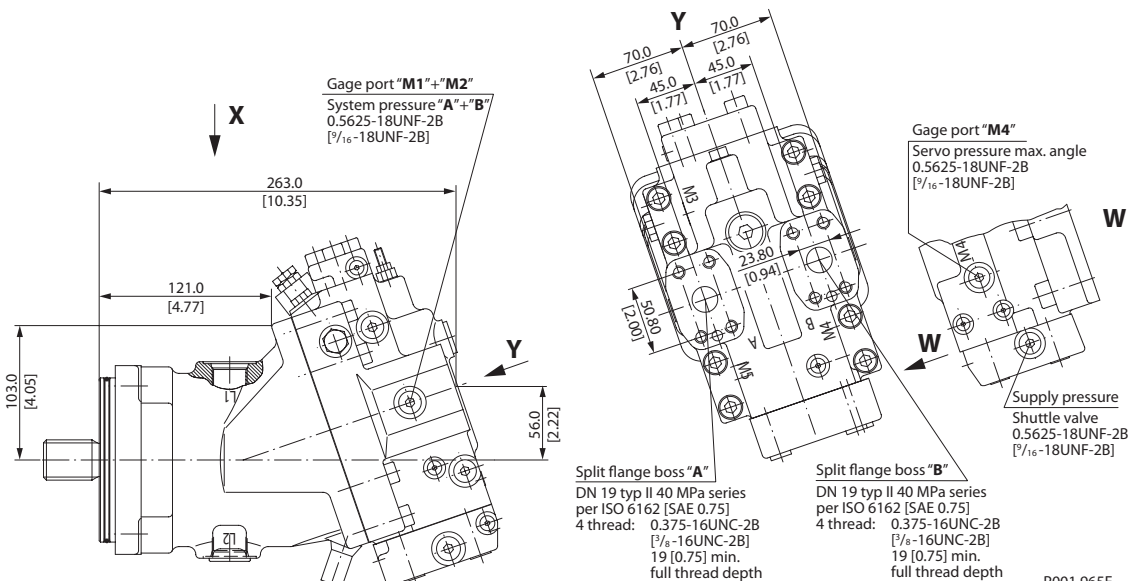 X
Gage port "M1"+"M2"
System pressure "A"+"B"
0.5625-18UNF-2B
[9/16-18UNF-2B]
263.0
[10.35]
121.0
[4.77]
103.0
[4.05]
L1
L2
Y
56.0
[2.22]
Y
70.0
[2.76]
70.0
[2.76]
45.0
[1.77]
45.0
[1.77]
M3
23.80
[0.94]
50.80
[2.00]
A
B
M4
M5
W
Split flange boss "A"
DN 19 typ II 40 MPa series
per ISO 6162 [SAE 0.75]
4 thread: 0.375-16UNC-2B
[3/8-16UNC-2B]
19 [0.75] min.
full thread depth
Split flange boss "B"
DN 19 typ II 40 MPa series
per ISO 6162 [SAE 0.75]
4 thread: 0.375-16UNC-2B
[3/8-16UNC-2B]
19 [0.75] min.
full thread depth
Gage port "M4"
Servo pressure max. angle
0.5625-18UNF-2B
[9/16-18UNF-2B]
W
M4
Supply pressure
Shuttle valve
0.5625-18UNF-2B
[9/16-18UNF-2B]